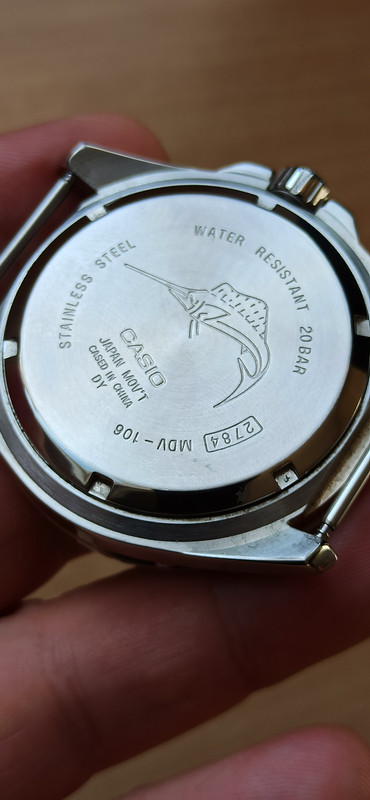 STAINLESS STEEL
WATER RESISTANT 20BAR
CASIO
JAPAN MOV'T
CASED IN CHINA
DY
2784 MDV-106